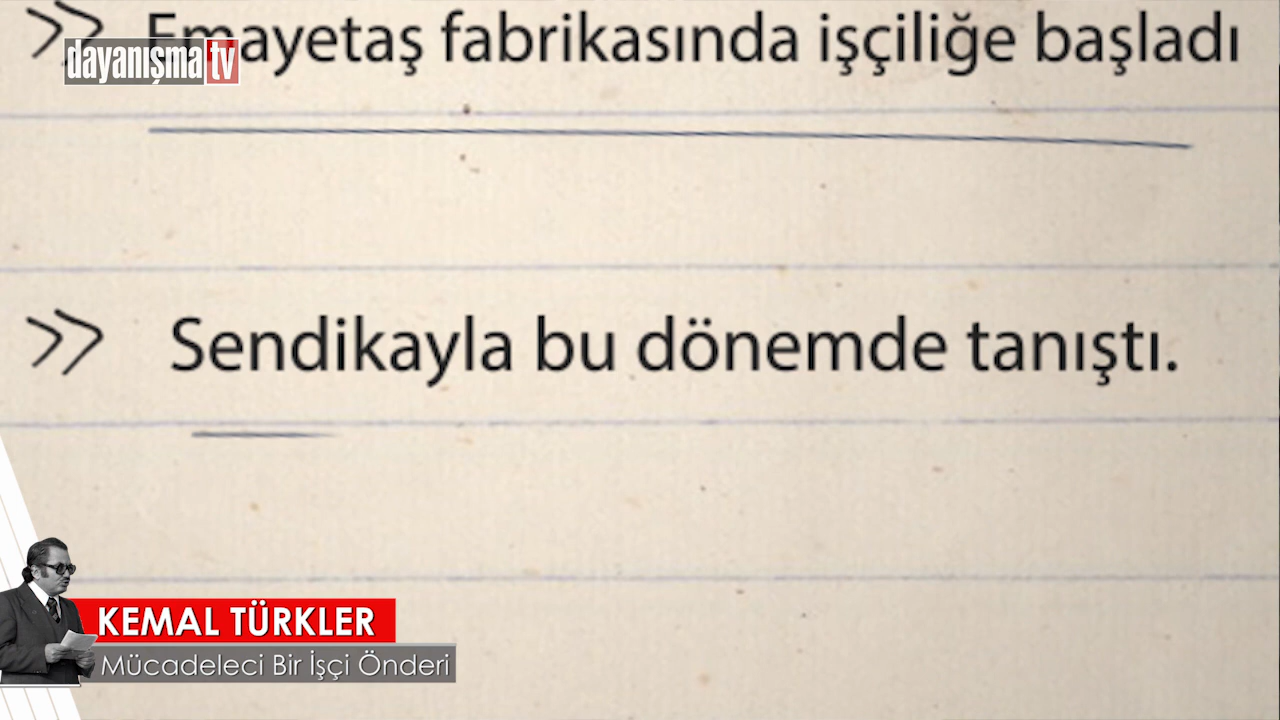 >> Emayetaş fabrikasında işçiliğe başladı
dayanışma tv
>> Sendikayla bu dönemde tanıştı.
KEMAL TÜRKLER
Mücadeleci Bir İşçi Önderi